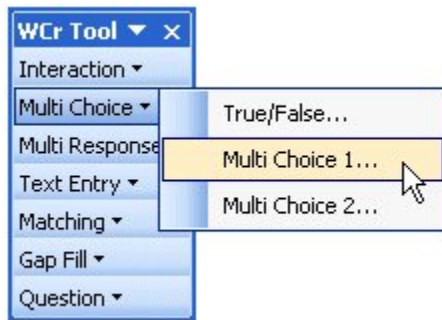 WCr Tool
Interaction
Multi Choice
Multi Response
Text Entry
Matching
Gap Fill
Question
True/False...
Multi Choice 1...
Multi Choice 2...